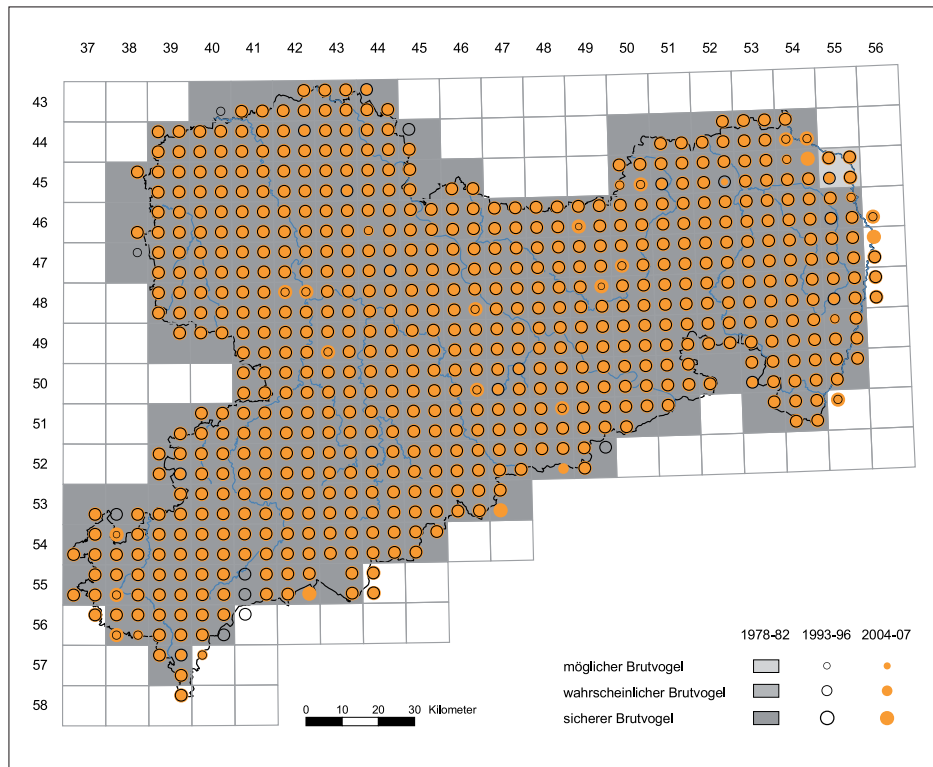 37 38 39 40 41 42 43 44 45 46 47 48 49 50 51 52 53 54 55 56
43
44
45
46
47
48
49
50
51
52
53
54
55
56
57
58
0 10 20 30 Kilometer
1978-82 1993-96 2004-07
möglicher Brutvogel
wahrscheinlicher Brutvogel
sicherer Brutvogel